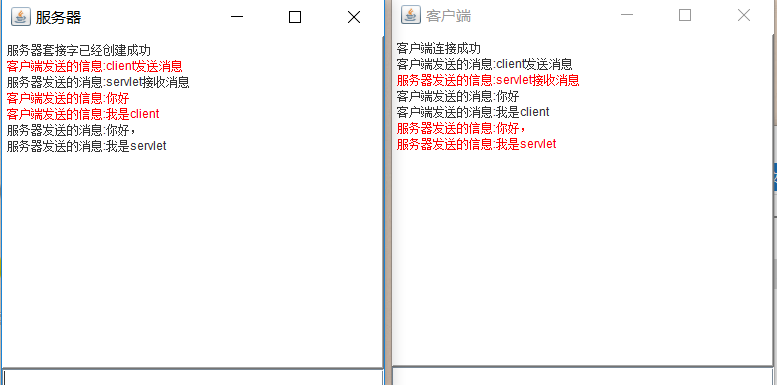 服务器
服务器套接字已经创建成功
客户端发送的信息:client发送消息
服务器发送的消息:servlet接收消息
客户端发送的信息:你好
客户端发送的信息:我是client
服务器发送的消息:你好，
服务器发送的消息:我是servlet
客户端
客户端连接成功
客户端发送的消息:client发送消息
服务器发送的信息:servlet接收消息
客户端发送的消息:你好
客户端发送的消息:我是client
服务器发送的信息:你好，
服务器发送的信息:我是servlet